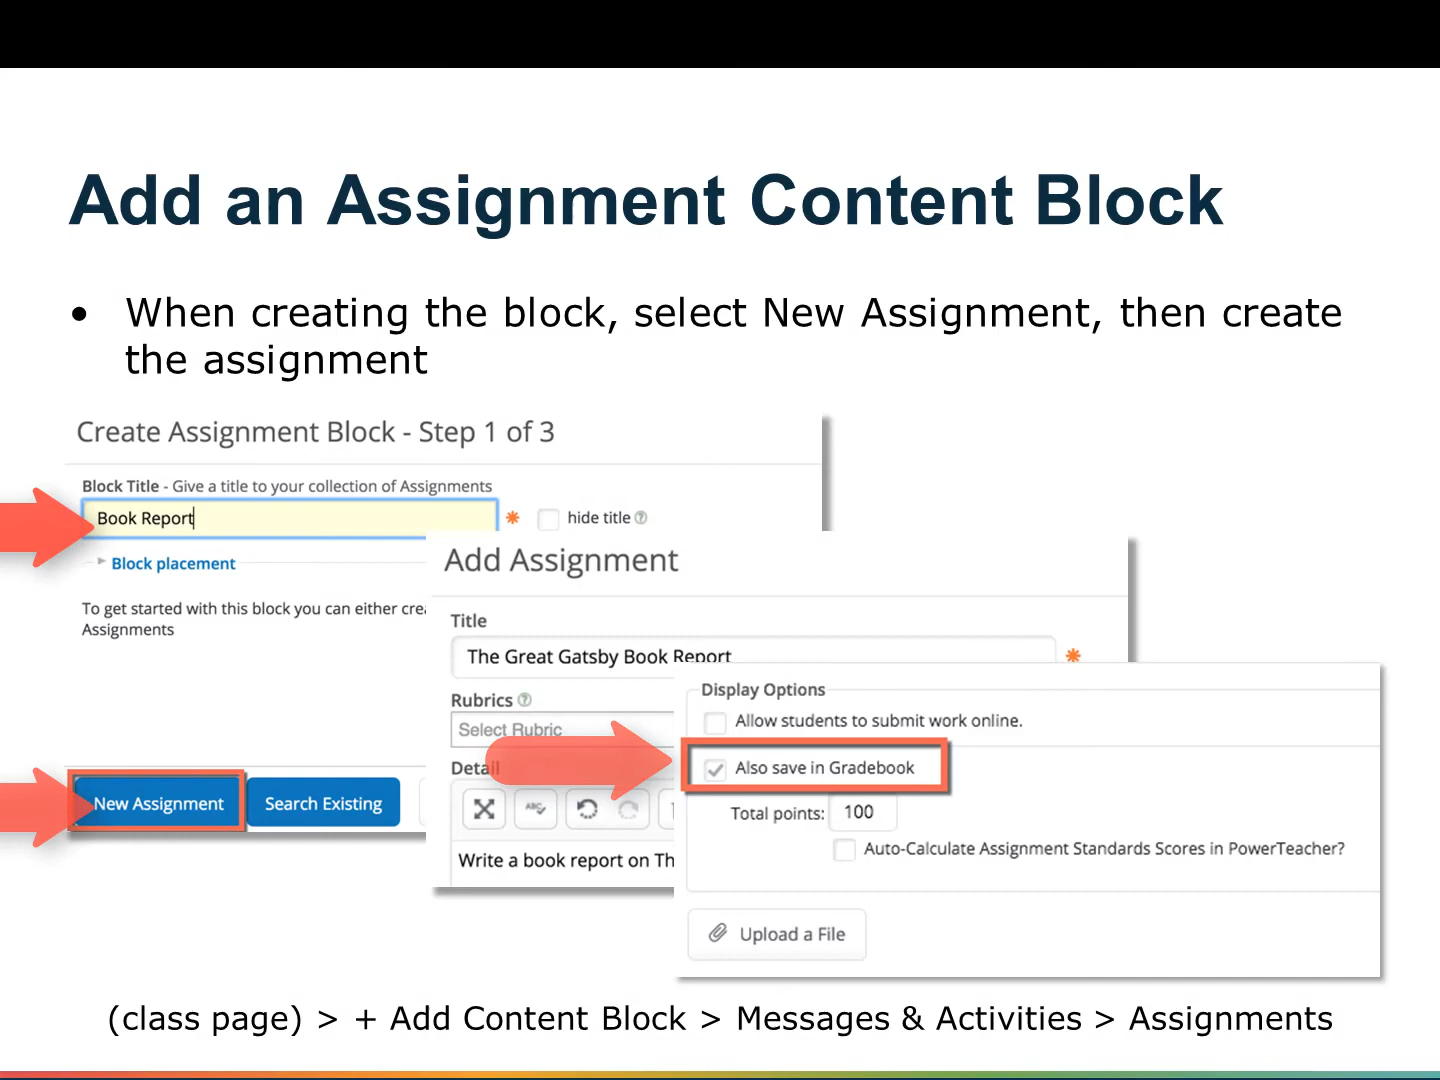 Add an Assignment Content Block
• When creating the block, select New Assignment, then create
the assignment
Create Assignment Block - Step 1 of 3
Block Title - Give a title to your collection of Assignments
Book Report
hide title
Block placement
To get started with this block you can either
Assignments
New Assignment
Search Existing
Add Assignment
Title
The Great Gatsby Book Report
Rubrics
Select Rubric
Detail
ABC
Write a book report on
Display Options
Allow students to submit work online.
Also save in Gradebook
Total points: 100
Auto-Calculate Assignment Standards Scores in PowerTeacher?
Upload a File
(class page) > + Add Content Block > Messages & Activities > Assignments